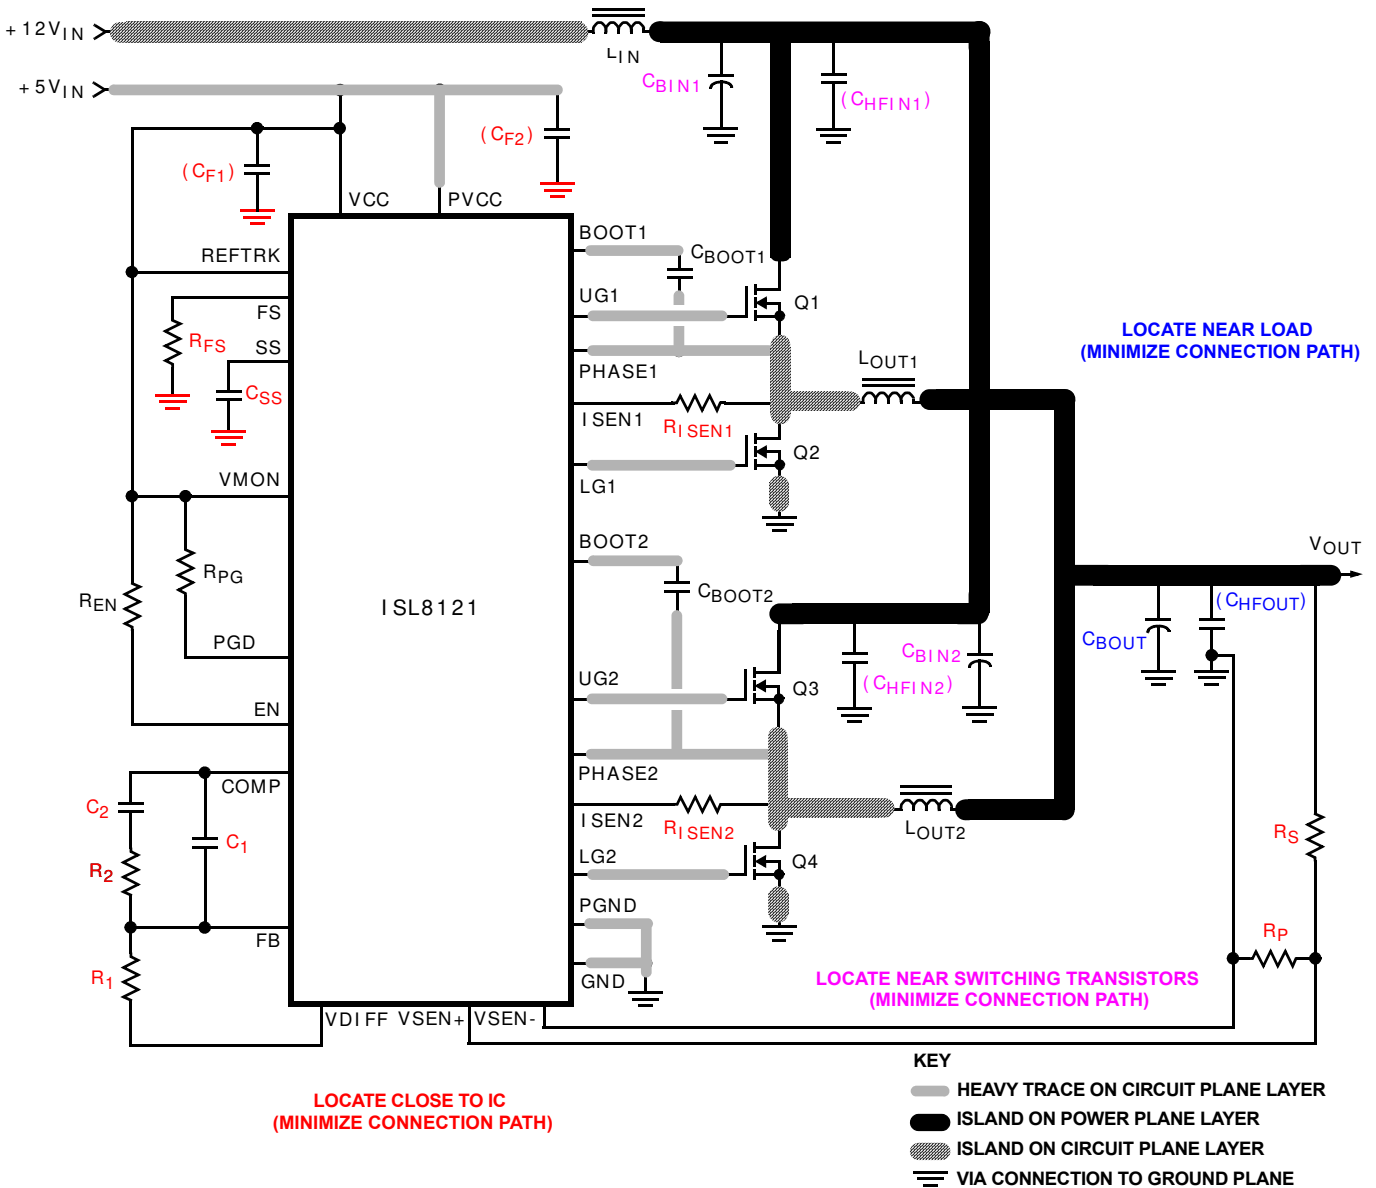 +12VIN
LIN
CBIN1
(CHFIN1)
+5VIN
(CF2)
(CF1)
VCC
PVCC
BOOT1
CBOOT1
REFTRK
UG1
Q1
FS
RFS
SS
PHASE1
LOUT1
LOCATE NEAR LOAD
(MINIMIZE CONNECTION PATH)
CSS
ISEN1
RISEN1
Q2
VMON
LG1
BOOT2
VOUT
RPG
CBOOT2
REN
ISL8121
(CHFOUT)
CBOUT
PGD
CBIN2
(CHFIN2)
UG2
Q3
EN
PHASE2
COMP
C2
C1
ISEN2
RISEN2
LOUT2
RS
R2
LG2
Q4
PGND
FB
RP
R1
GND
LOCATE NEAR SWITCHING TRANSISTORS
(MINIMIZE CONNECTION PATH)
VDIFF
VSEN+
VSEN-
LOCATE CLOSE TO IC
(MINIMIZE CONNECTION PATH)
KEY
HEAVY TRACE ON CIRCUIT PLANE LAYER
ISLAND ON POWER PLANE LAYER
ISLAND ON CIRCUIT PLANE LAYER
VIA CONNECTION TO GROUND PLANE